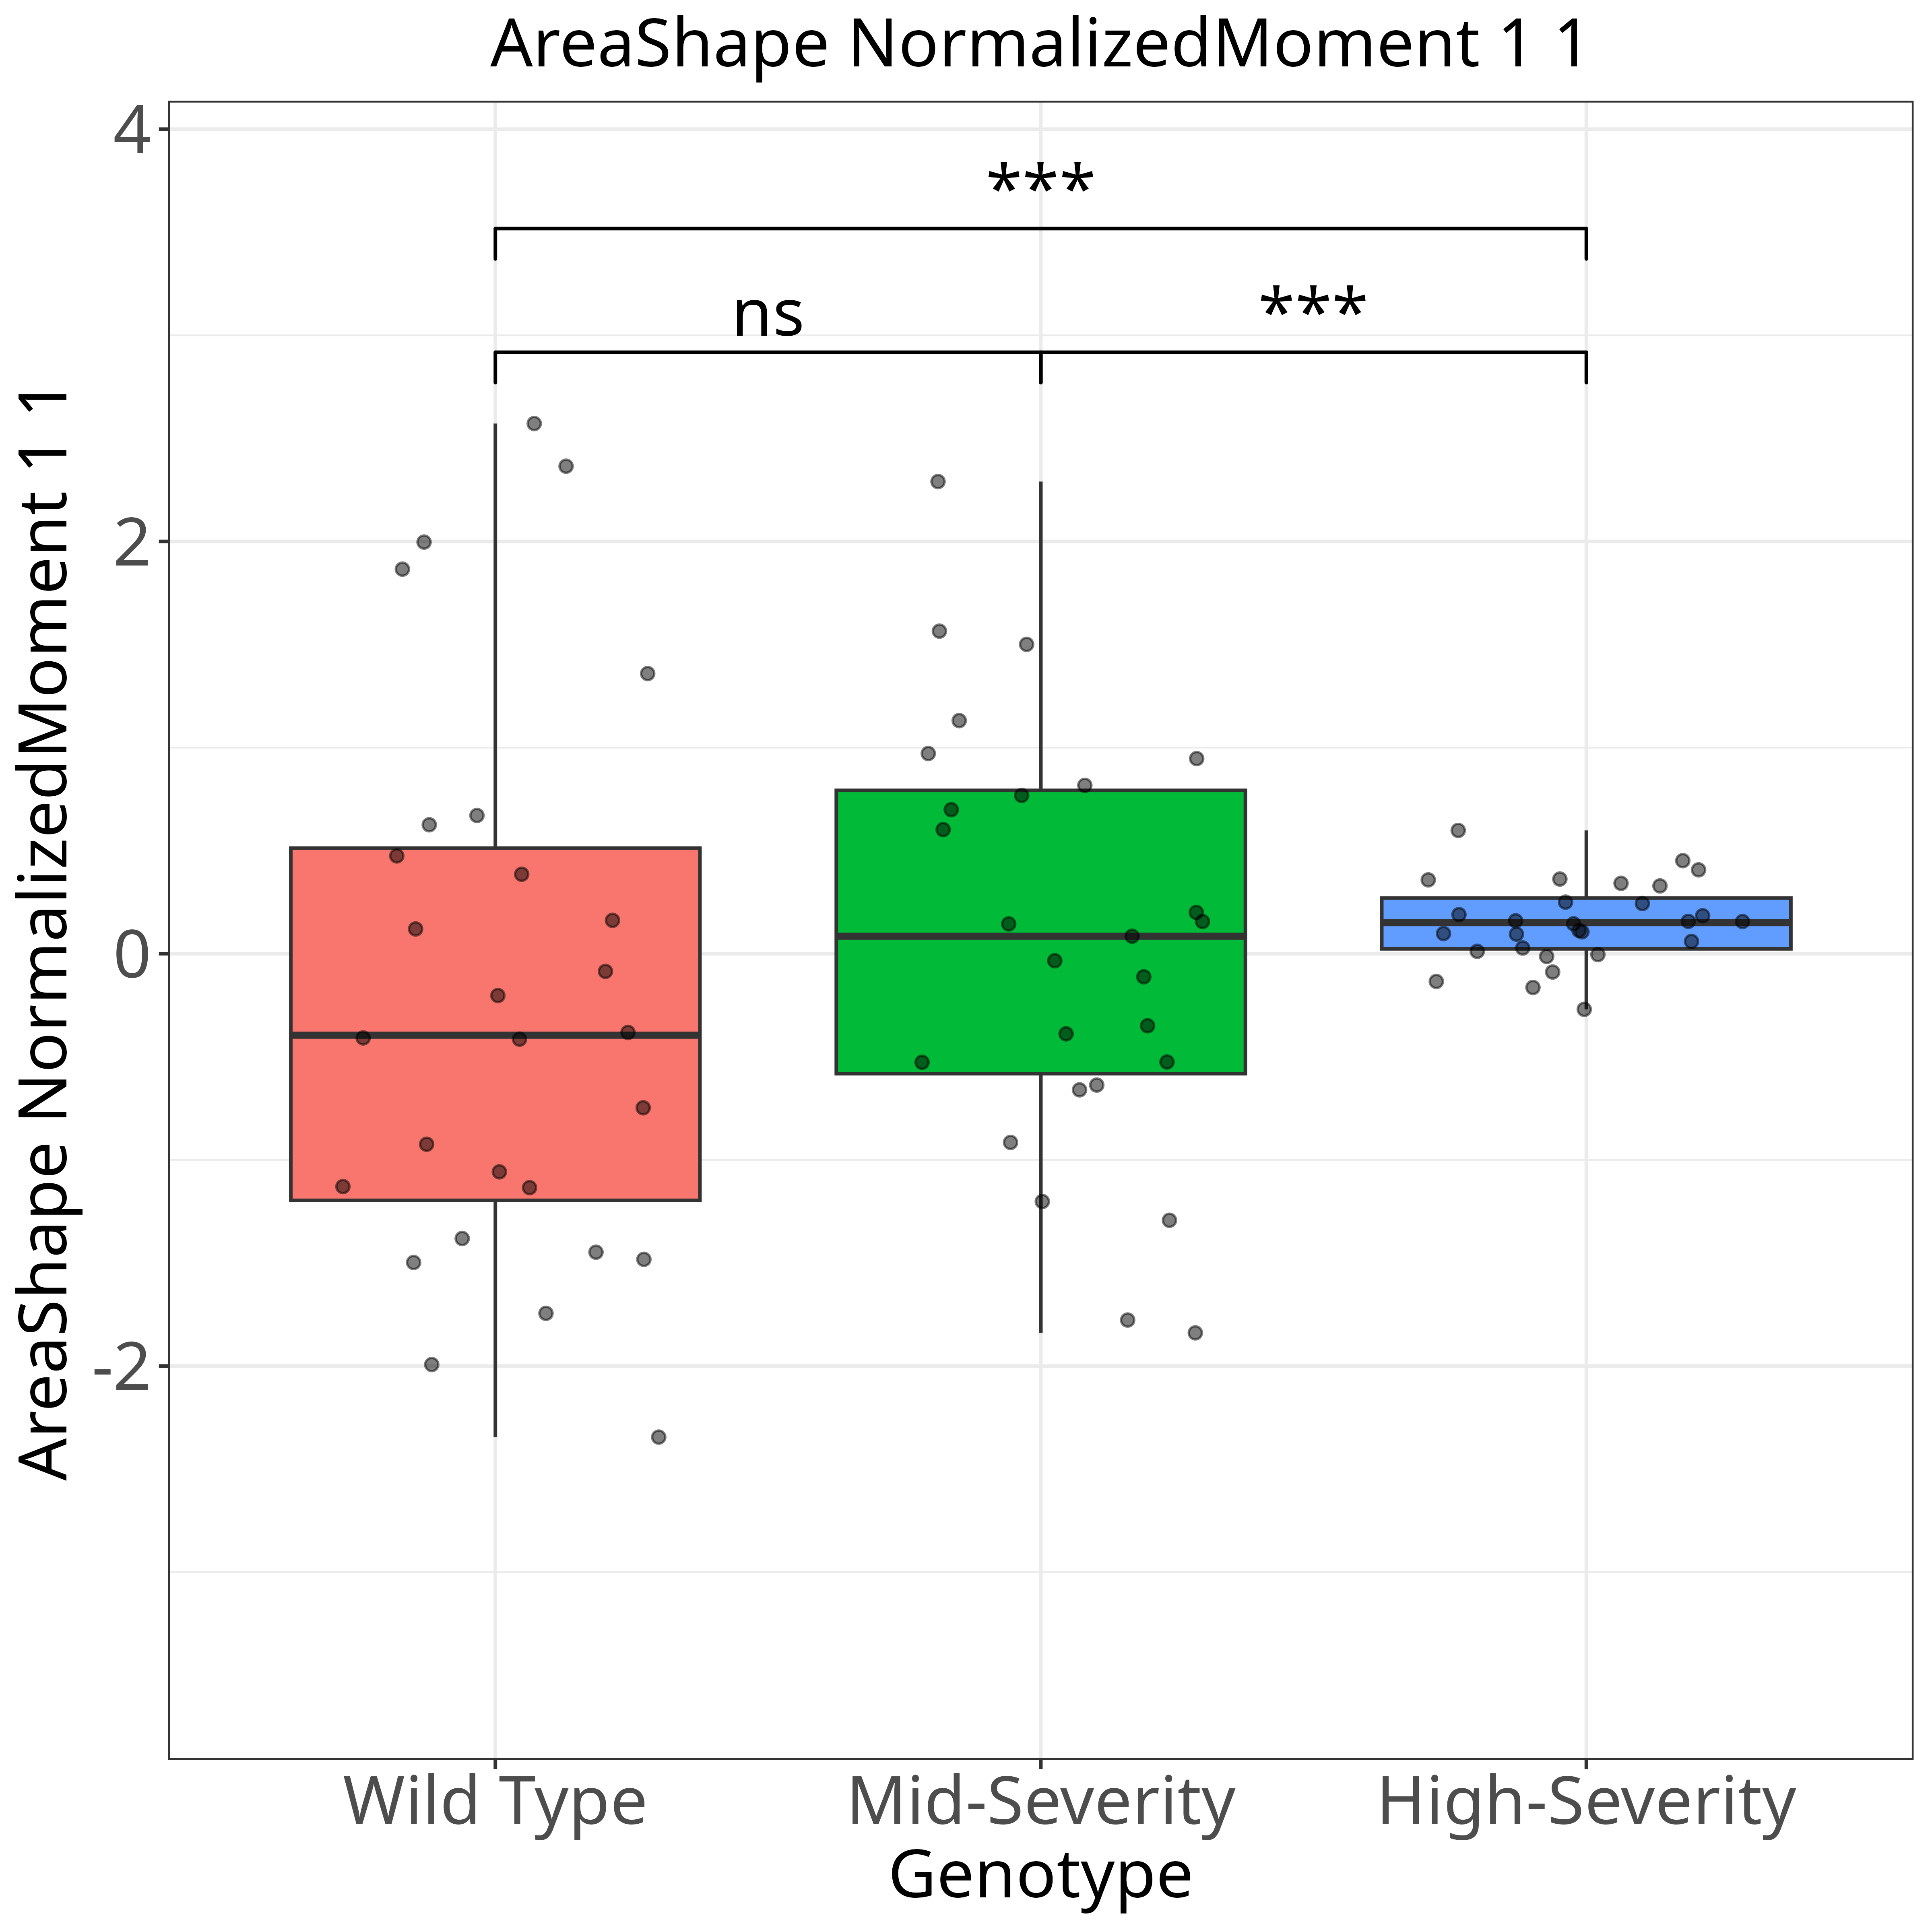 AreaShape NormalizedMoment 1 1
AreaShape NormalizedMoment 1 1
4
2
0
-2
***
ns
***
Wild Type
Mid-Severity
High-Severity
Genotype